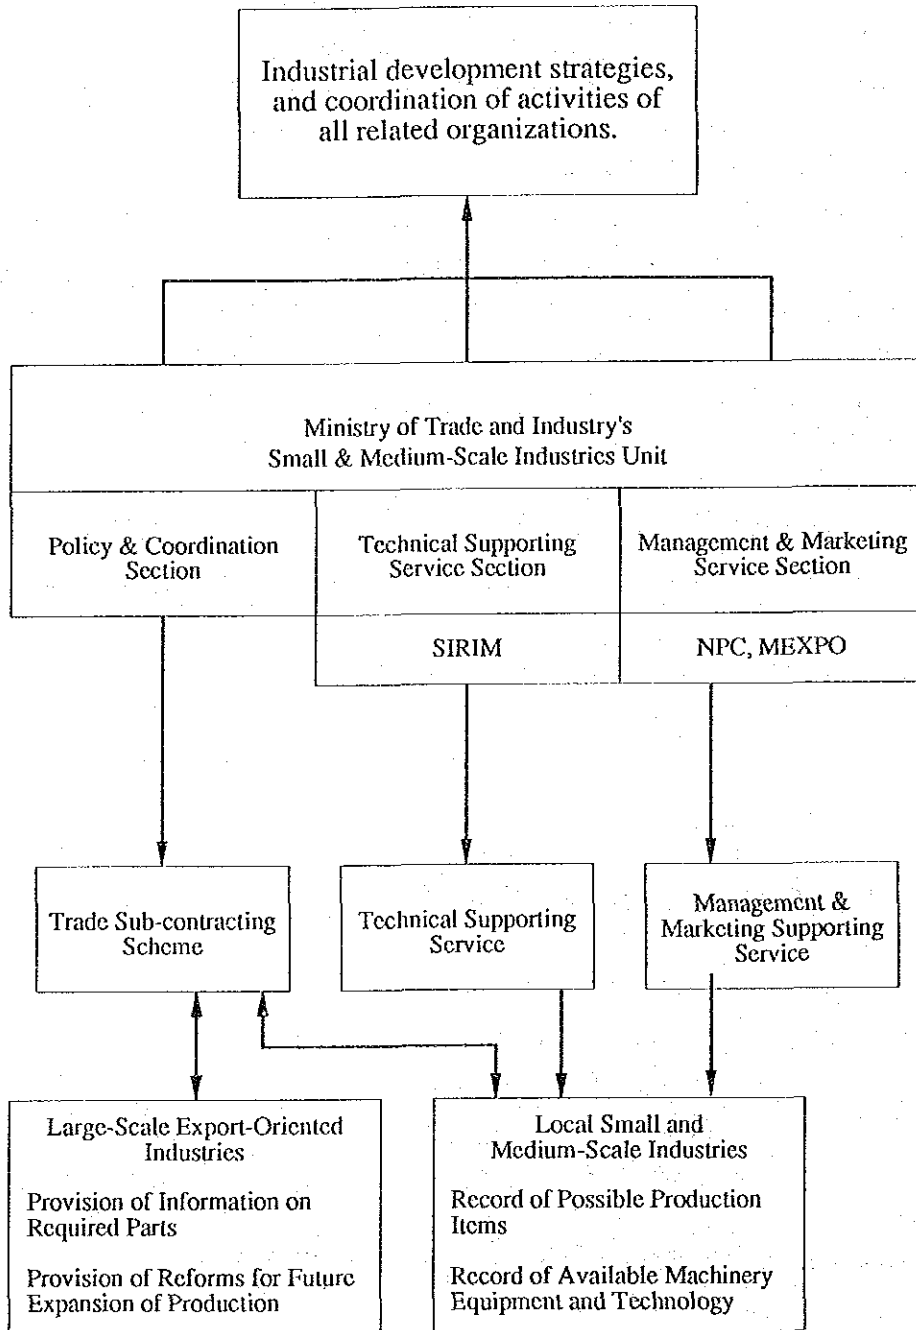 Industrial development strategies,
and coordination of activities of
all related organizations.
Ministry of Trade and Industry's
Small & Medium-Scale Industries Unit
Policy & Coordination
Section
Technical Supporting
Service Section
Management & Marketing
Service Section
SIRIM
NPC, MEXPO
Trade Sub-contracting
Scheme
Technical Supporting
Service
Management &
Marketing Supporting
Service
Large-Scale Export-Oriented
Industries
Provision of Information on
Required Parts
Provision of Reforms for Future
Expansion of Production
Local Small and
Medium-Scale Industries
Record of Possible Production
Items
Record of Available Machinery
Equipment and Technology